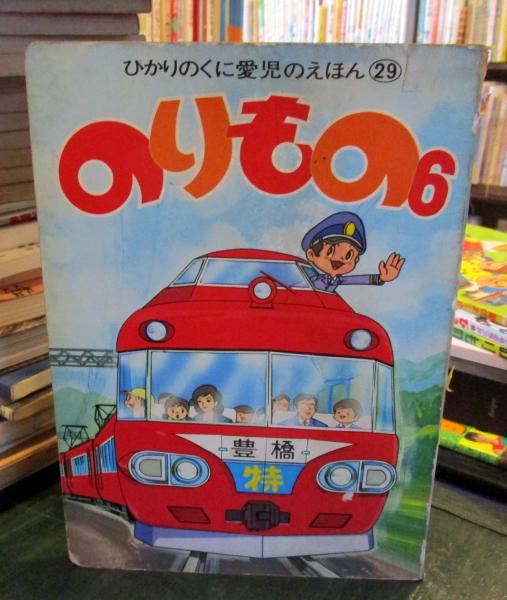 ひかりのくに愛児のえほん㉙
のりもの6
豊橋
特